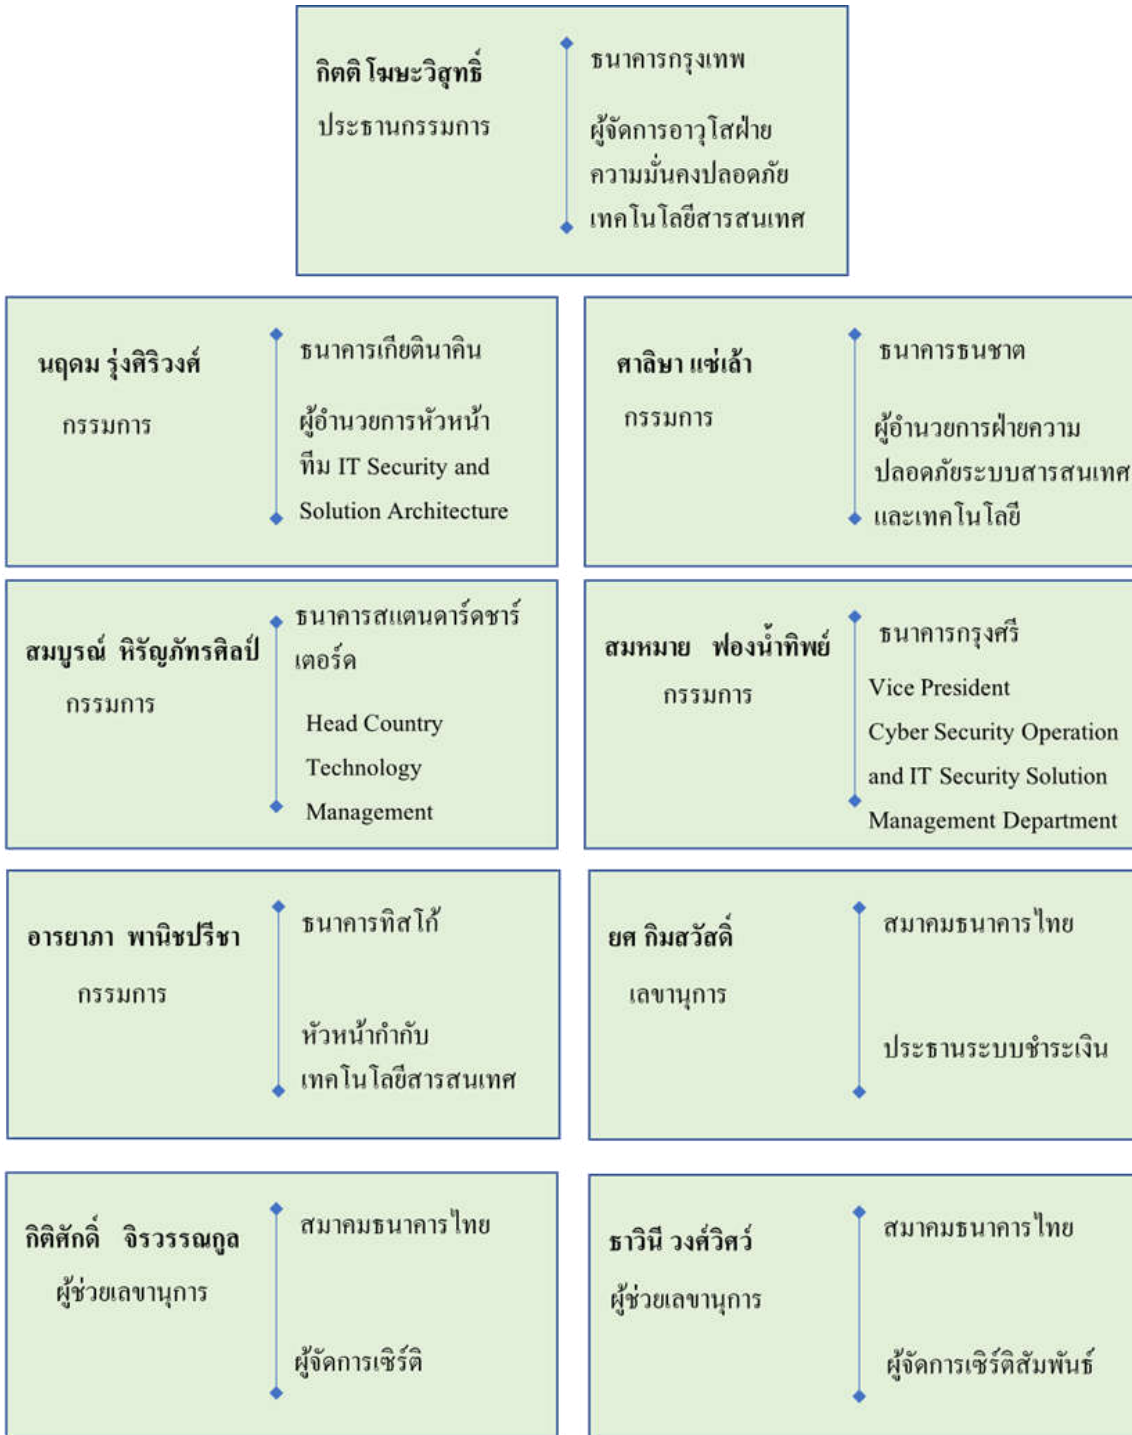 กิตติ โฆษะวิสุทธิ์
ประธานกรรมการ
ธนาคารกรุงเทพ
ผู้จัดการอาวุโสฝ่าย
ความมั่นคงปลอดภัย
เทคโนโลยีสารสนเทศ
นฤดม รุ่งศิริวงศ์
กรรมการ
ธนาคารเกียตินาคิน
ผู้อำนวยการหัวหน้า
ทีม IT Security and
Solution Architecture
ศาลิษา แซ่เล้า
กรรมการ
ธนาคารธนชาต
ผู้อำนวยการฝ่ายความ
ปลอดภัยระบบสารสนเทศ
และเทคโนโลยี
สมบูรณ์ หิรัญภัทรศิลป์
กรรมการ
ธนาคารสแตนดาร์ดชาร์
เตอร์ด
Head Country
Technology
Management
สมหมาย ฟองน้ำทิพย์
กรรมการ
ธนาคารกรุงศรี
Vice President
Cyber Security Operation
and IT Security Solution
Management Department
อารยาภา พานิชปรีชา
กรรมการ
ธนาคารทิสโก้
หัวหน้ากำกับ
เทคโนโลยีสารสนเทศ
ยศ กิมสวัสดิ์
เลขานุการ
สมาคมธนาคารไทย
ประธานระบบชำระเงิน
กิติศักดิ์ จิรวรรณกูล
ผู้ช่วยเลขานุการ
สมาคมธนาคารไทย
ผู้จัดการเซิร์ติ
ธาวินี วงศ์วิศว์
ผู้ช่วยเลขานุการ
สมาคมธนาคารไทย
ผู้จัดการเซิร์ติสัมพันธ์